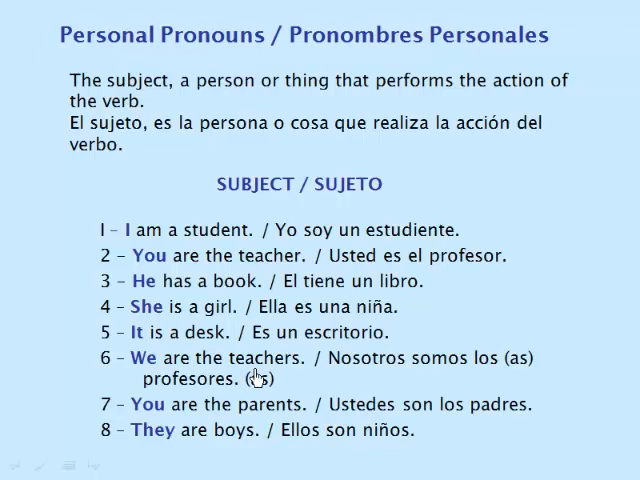 Personal Pronouns / Pronombres Personales
The subject, a person or thing that performs the action of
the verb.
El sujeto, es la persona o cosa que realiza la acción del
verbo.
SUBJECT / SUJETO
1 – I am a student. / Yo soy un estudiente.
2 – You are the teacher. / Usted es el profesor.
3 – He has a book. / El tiene un libro.
4 – She is a girl. / Ella es una niña.
5 – It is a desk. / Es un escritorio.
6 – We are the teachers. / Nosotros somos los (as)
profesores.
7 – You are the parents. / Ustedes son los padres.
8 – They are boys. / Ellos son niños.